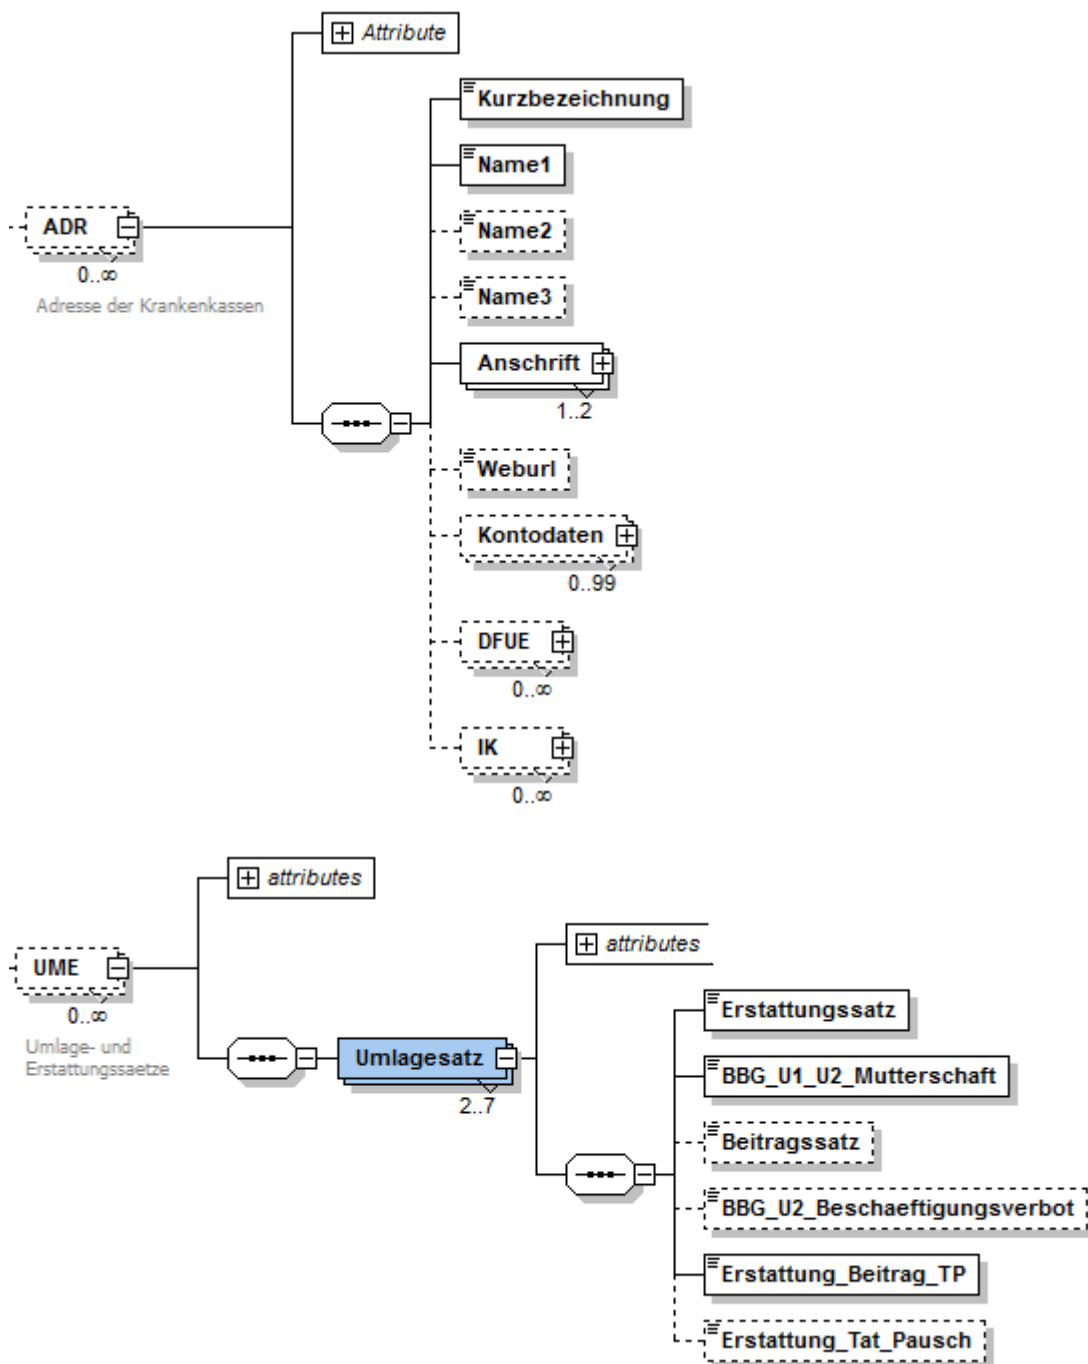 Attribute
Kurzbezeichnung
Name1
ADR
Name2
0..∞
Name3
Adresse der Krankenkassen
Anschrift
1..2
Weburl
Kontodaten
0..99
DFUE
0..∞
IK
0..∞
attributes
attributes
UME
Erstattungssatz
0..∞
Umlage- und
Erstattungssaetze
Umlagesatz
BBG_U1_U2_Mutterschaft
2..7
Beitragssatz
BBG_U2_Beschaeftigungsverbot
Erstattung_Beitrag_TP
Erstattung_Tat_Pausch